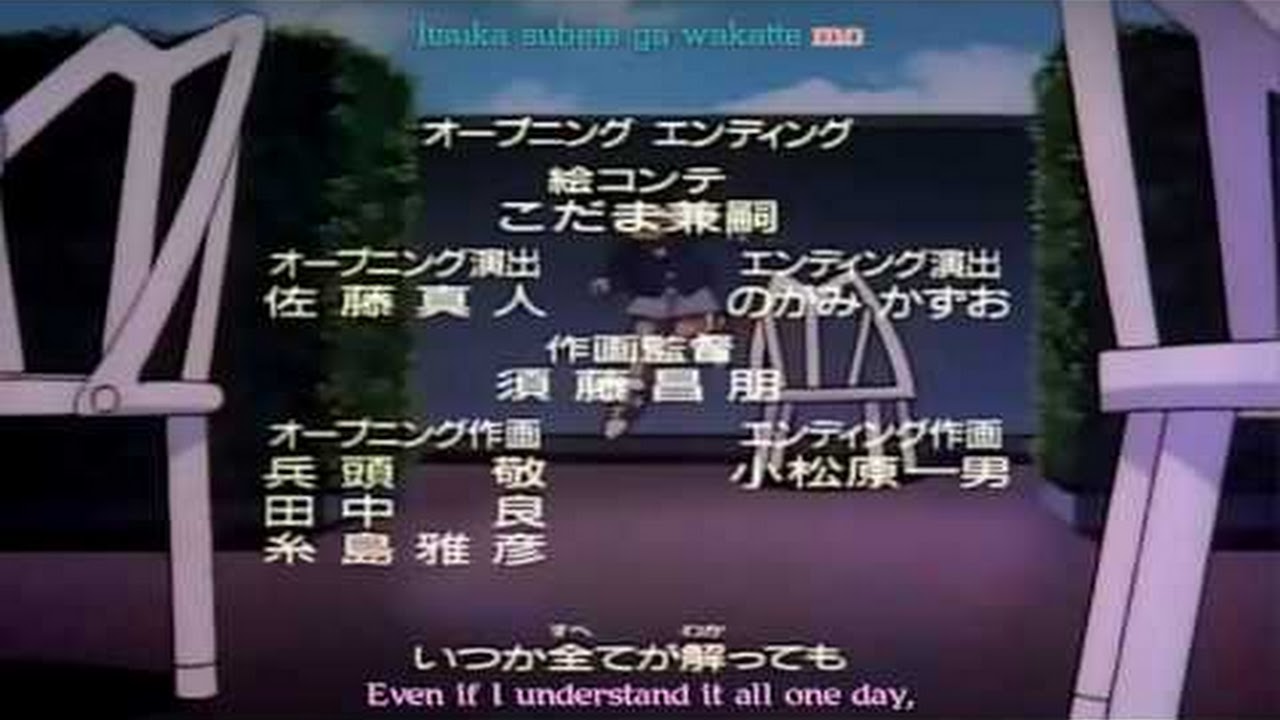 Itsuka subete ga wakatte mo
オープニング エンディング
絵コンテ
こだま兼嗣
オープニング演出 エンディング演出
佐藤真人 のがみかずお
作画監督
須藤昌朋
オープニング作画 エンディング作画
兵頭 敬 小松原一男
田中 良
糸島雅彦
すべ わか
いつか全てが解っても
Even if I understand it all one day,